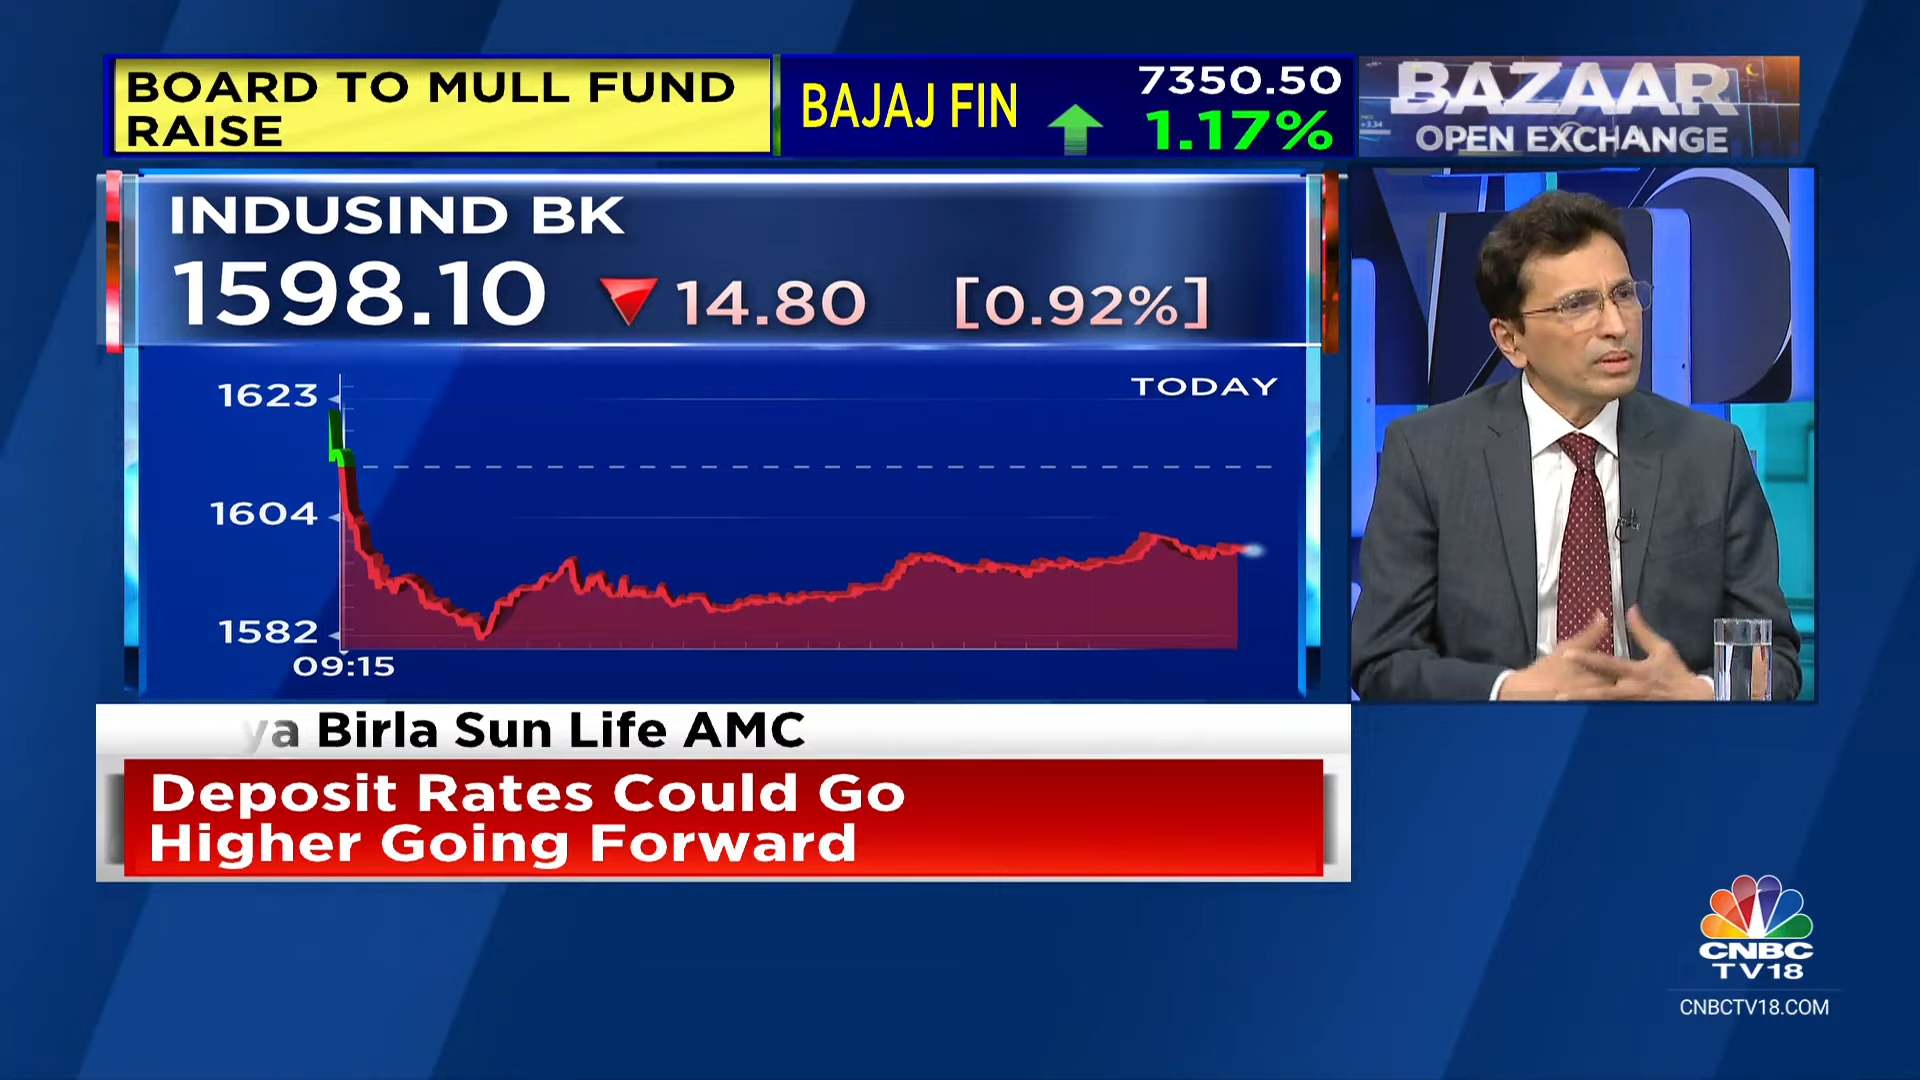 BOARD TO MULL FUND
RAISE
BAJAJ FIN
7350.50
1.17%
BAZAAR
OPEN EXCHANGE
INDUSIND BK
1598.10
14.80
[0.92%]
TODAY
1623
1604
1582
09:15
ya Birla Sun Life AMC
Deposit Rates Could Go
Higher Going Forward
CNBC
TV18
CNBCTV18.COM